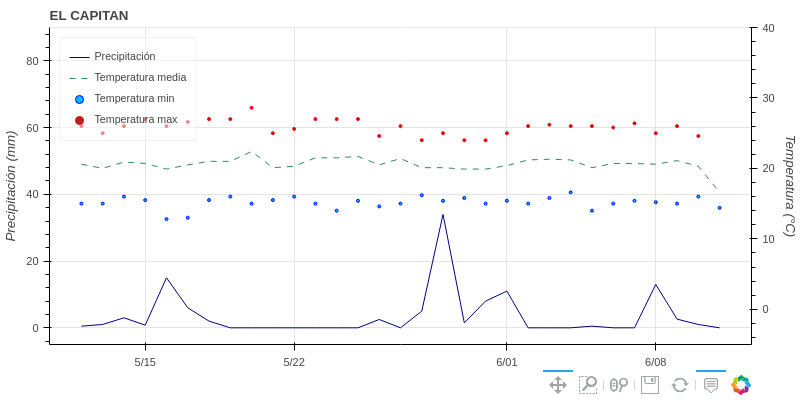 EL CAPITAN
Precipitación
Temperatura media
Temperatura min
Temperatura max
Precipitación (mm)
80
60
40
20
0
Temperatura (°C)
40
30
20
10
0
5/15
5/22
6/01
6/08